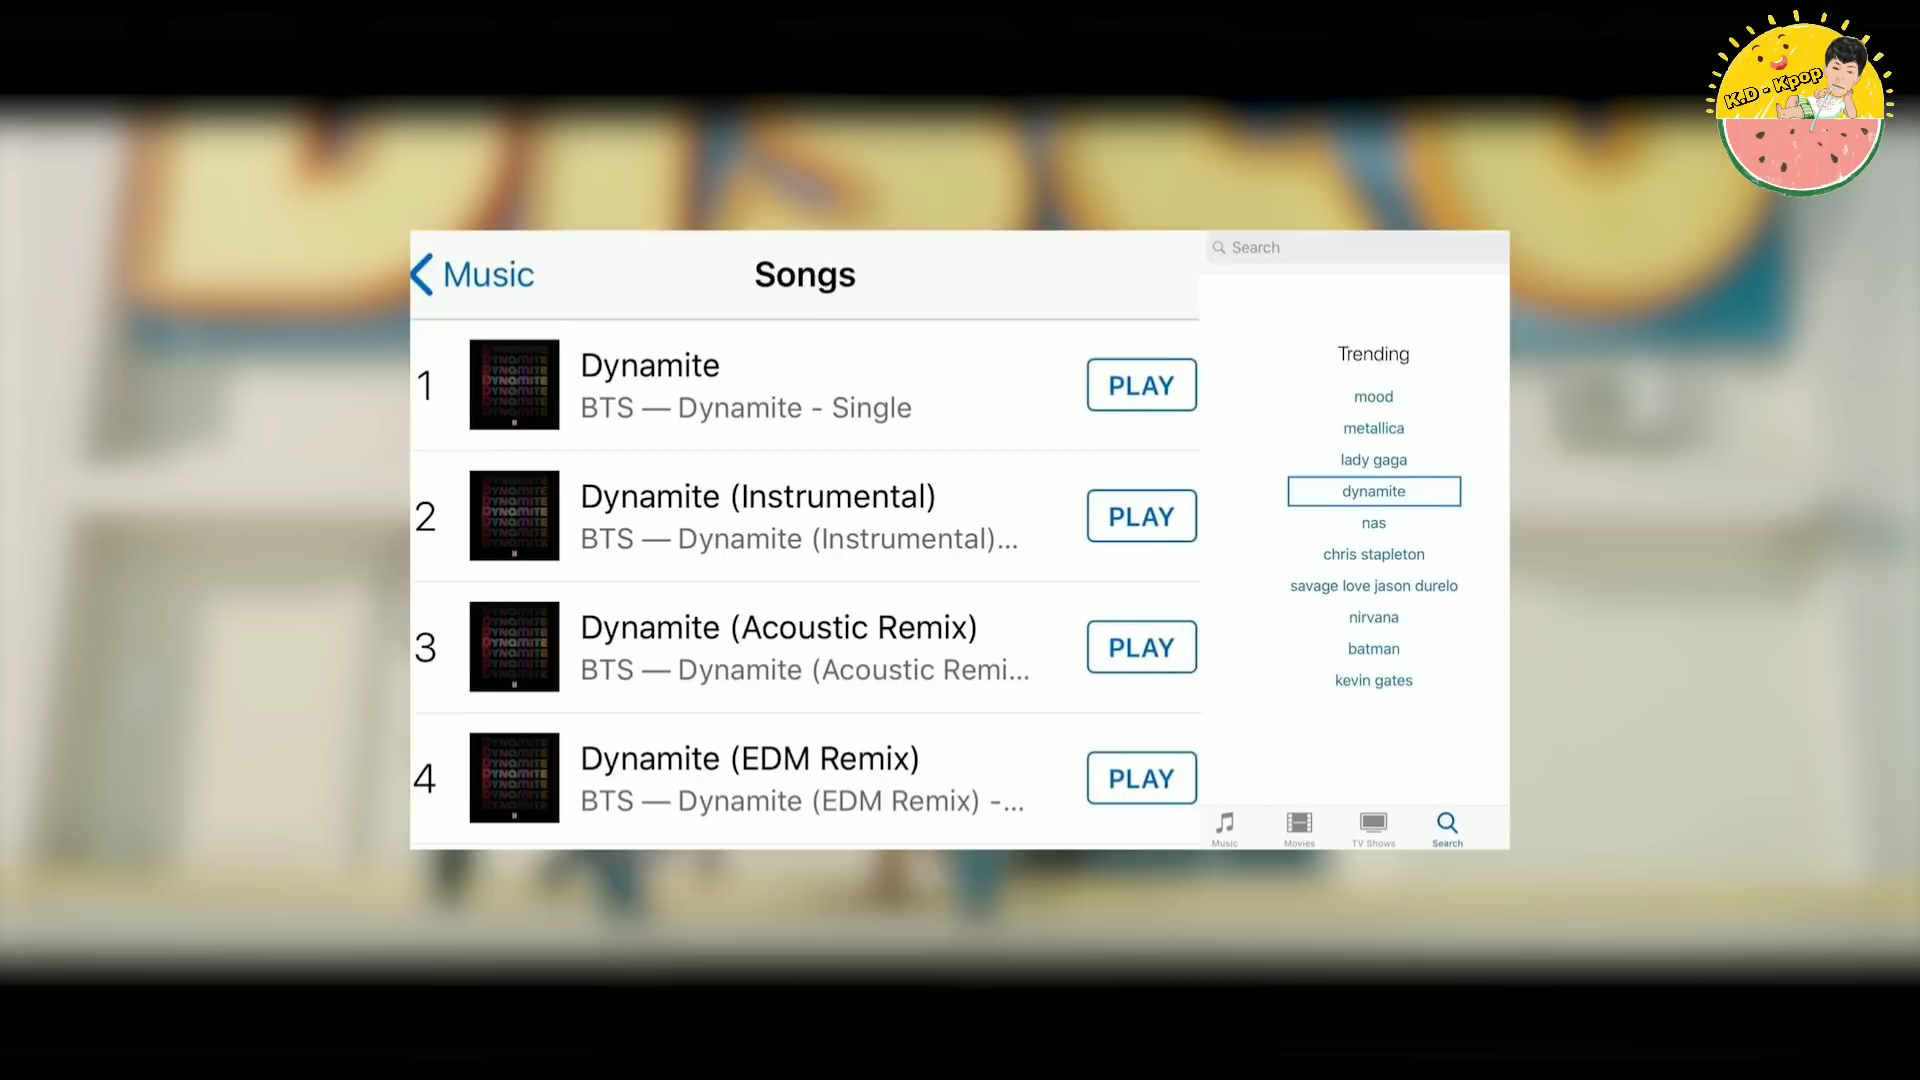 K.D - Kpop
DISCO
Music
Songs
1
Dynamite
BTS — Dynamite - Single
PLAY
2
Dynamite (Instrumental)
BTS — Dynamite (Instrumental)...
PLAY
3
Dynamite (Acoustic Remix)
BTS — Dynamite (Acoustic Remi...
PLAY
4
Dynamite (EDM Remix)
BTS — Dynamite (EDM Remix) -...
PLAY
Search
Trending
mood
metallica
lady gaga
dynamite
nas
chris stapleton
savage love jason durelo
nirvana
batman
kevin gates
Music
Movies
TV Shows
Search